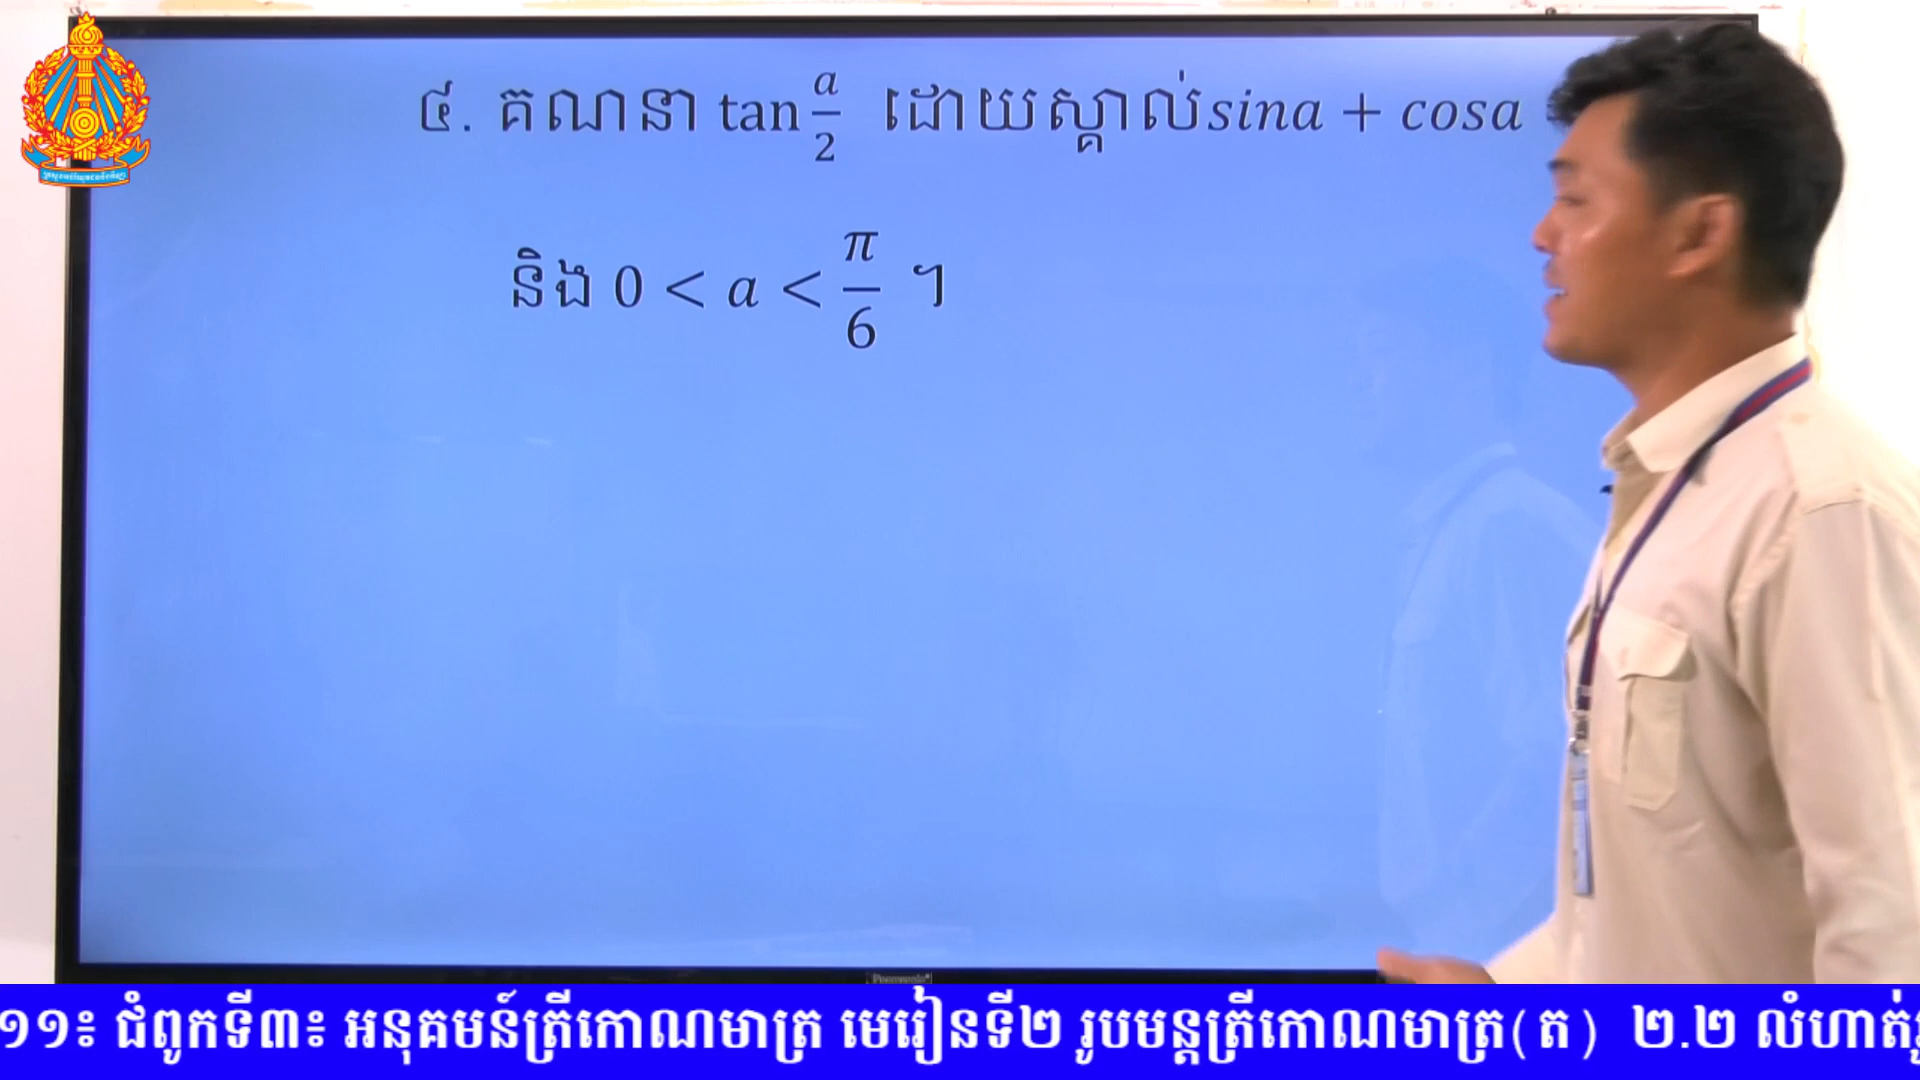 ៤. គណនា tan a/2 ដោយស្គាល់ sina + cosa
និង 0 < a < π/6 ។
១១៖ ជំពូកទី៣៖ អនុគមន៍ត្រីកោណមាត្រ មេរៀនទី២ រូបមន្តត្រីកោណមាត្រ(ត) ២.២ លំហាត់